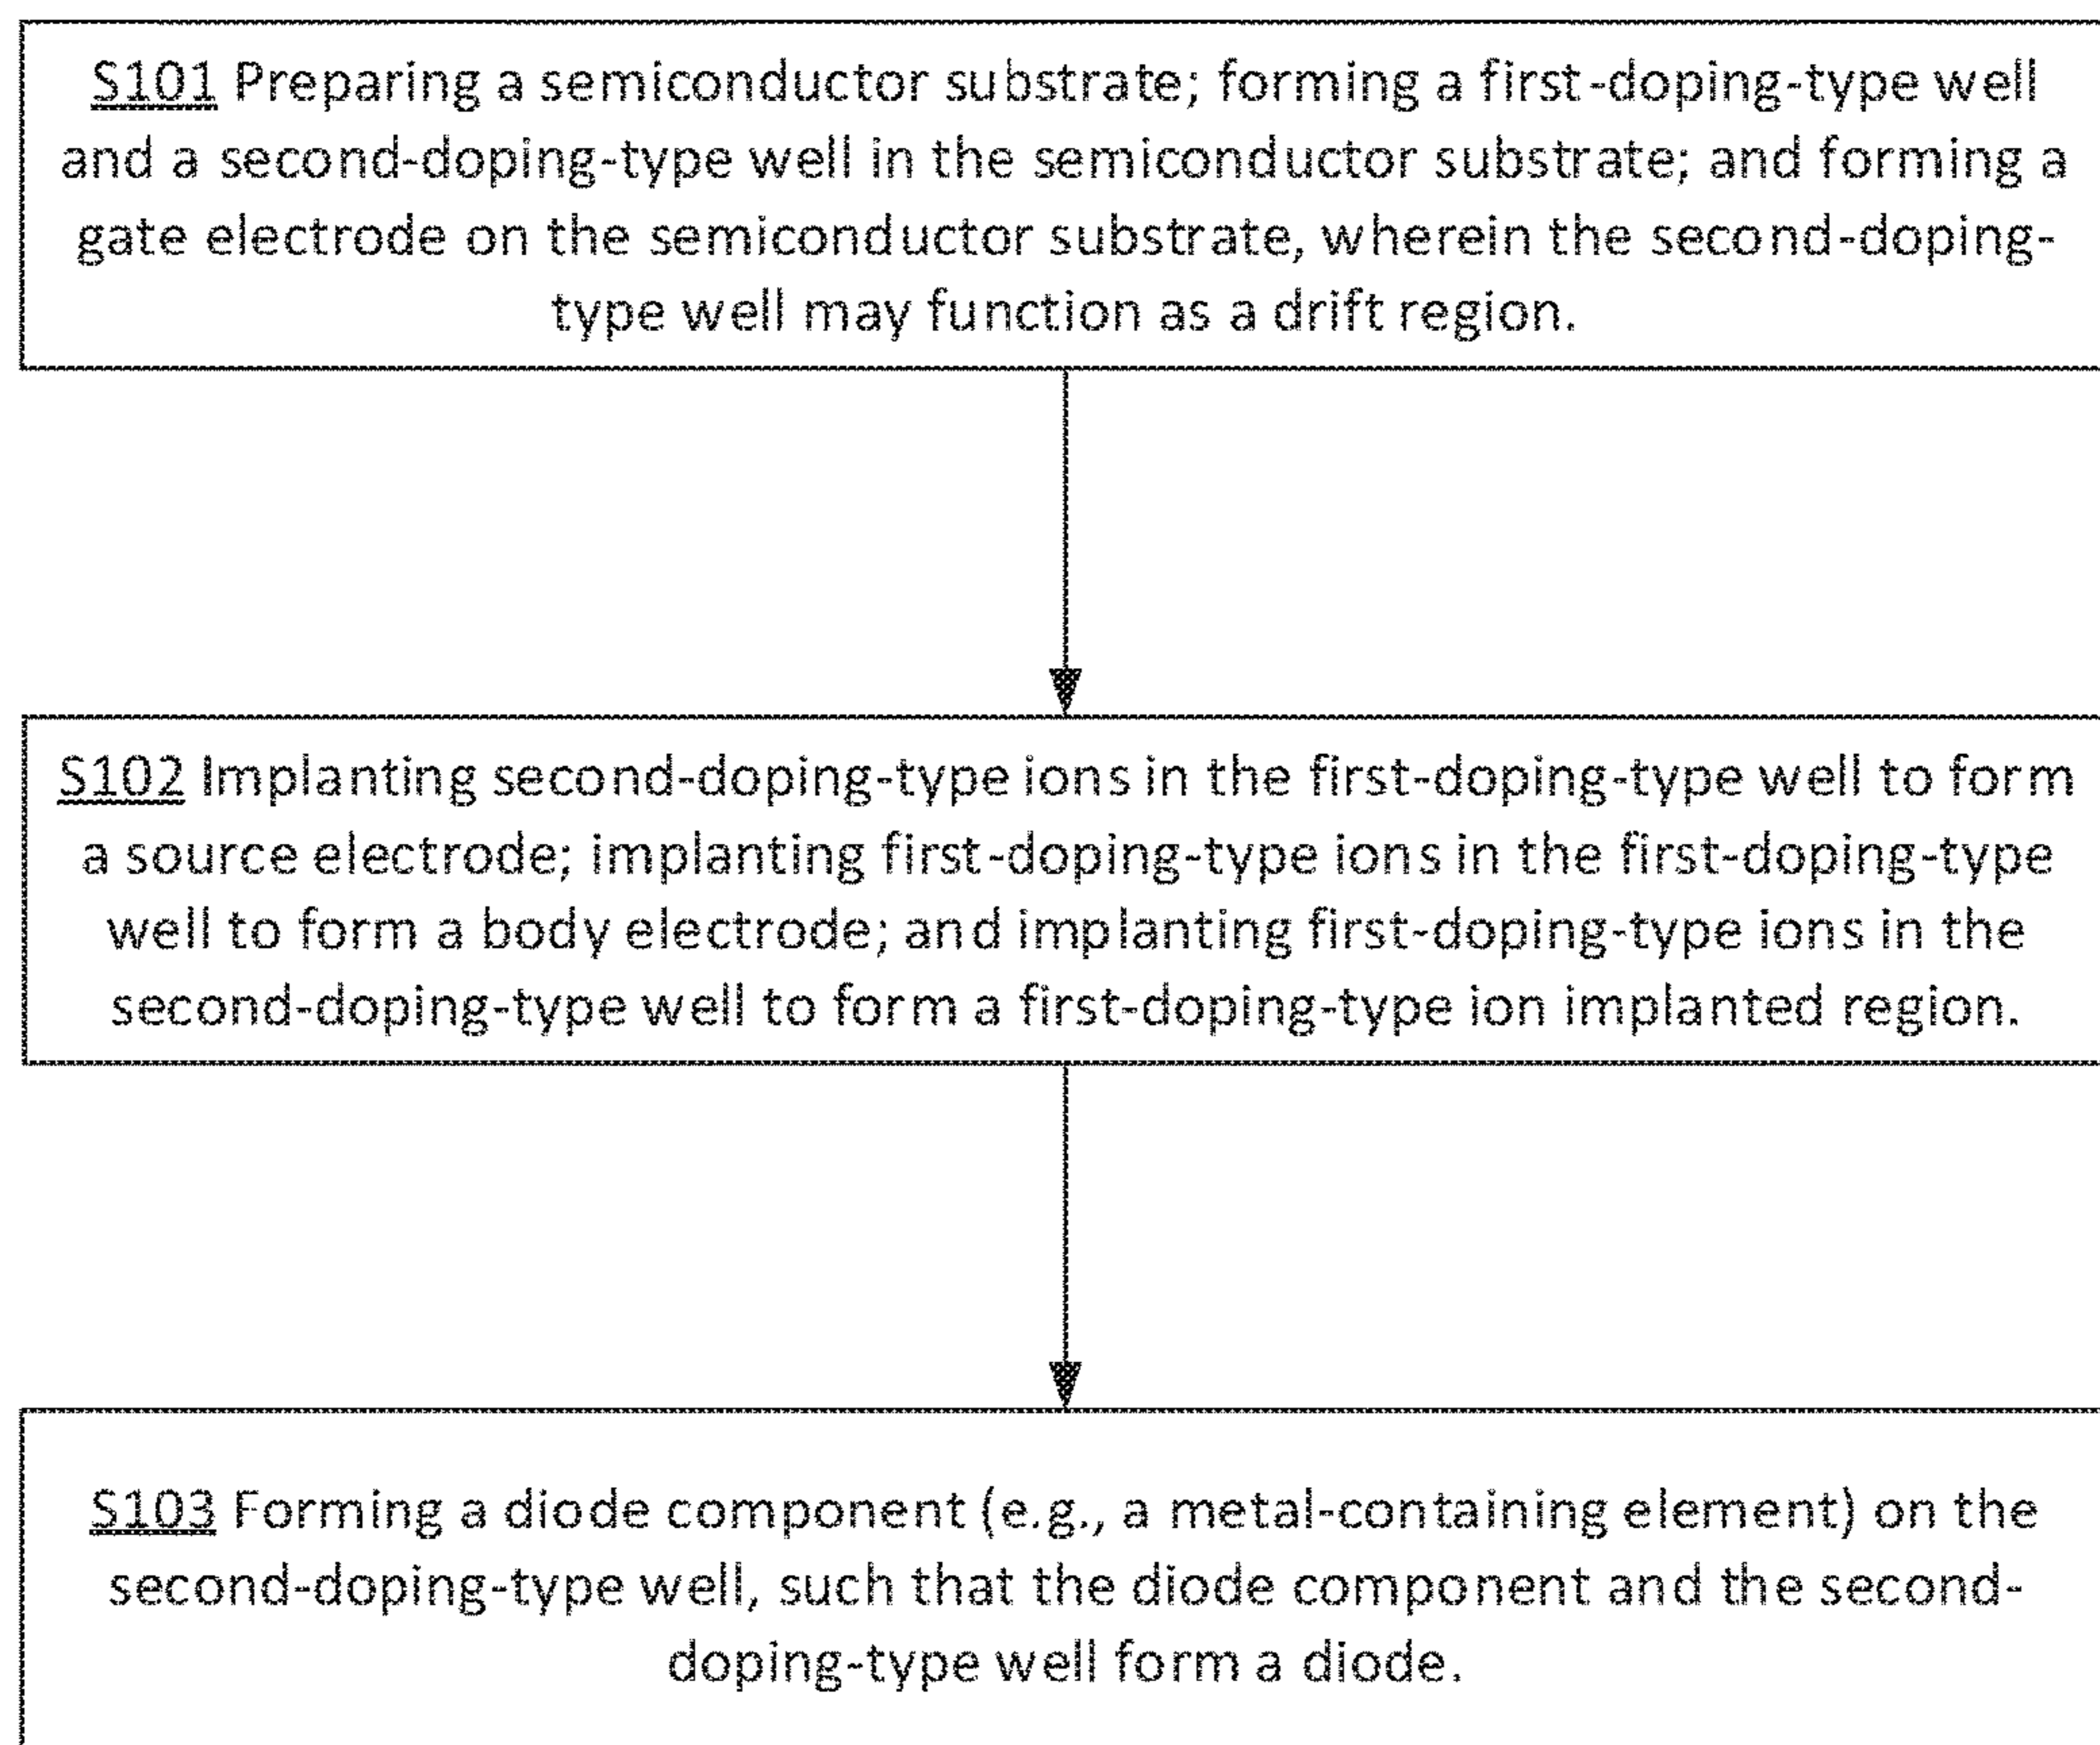 S101 Preparing a semiconductor substrate; forming a first-doping-type well
and a second-doping-type well in the semiconductor substrate; and forming a
gate electrode on the semiconductor substrate, wherein the second-doping-
type well may function as a drift region.
S102 Implanting second-doping-type ions in the first-doping-type well to form
a source electrode; implanting first-doping-type ions in the first-doping-type
well to form a body electrode; and implanting first-doping-type ions in the
second-doping-type well to form a first-doping-type ion implanted region.
S103 Forming a diode component (e.g., a metal-containing element) on the
second-doping-type well, such that the diode component and the second-
doping-type well form a diode.